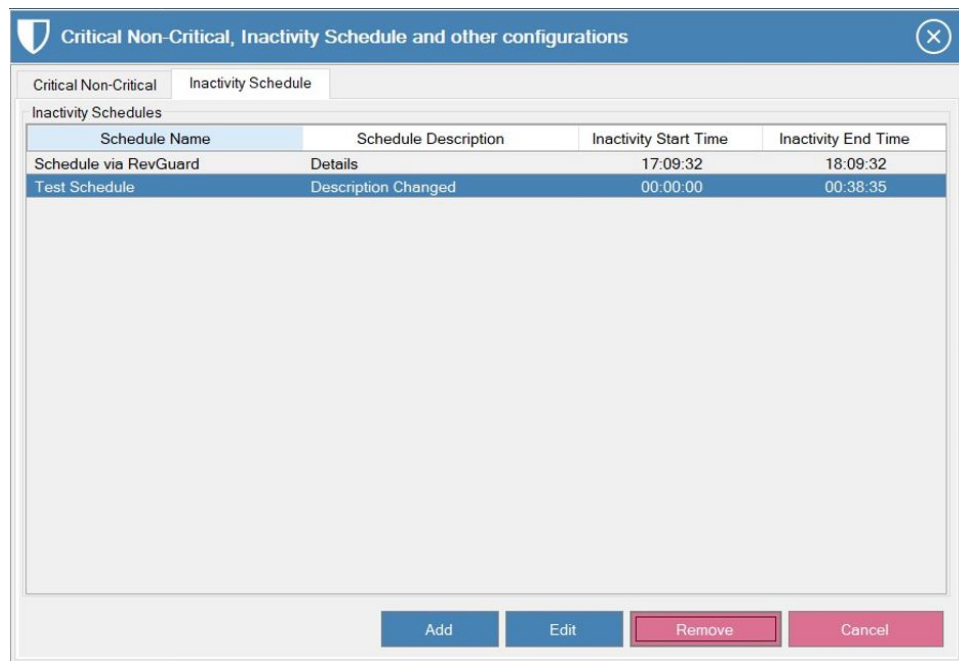 Critical Non-Critical, Inactivity Schedule and other configurations
Critical Non-Critical Inactivity Schedule
Inactivity Schedules
Schedule Name Schedule Description Inactivity Start Time Inactivity End Time
Schedule via RevGuard Details 17:09:32 18:09:32
Test Schedule Description Changed 00:00:00 00:38:35
Add Edit Remove Cancel